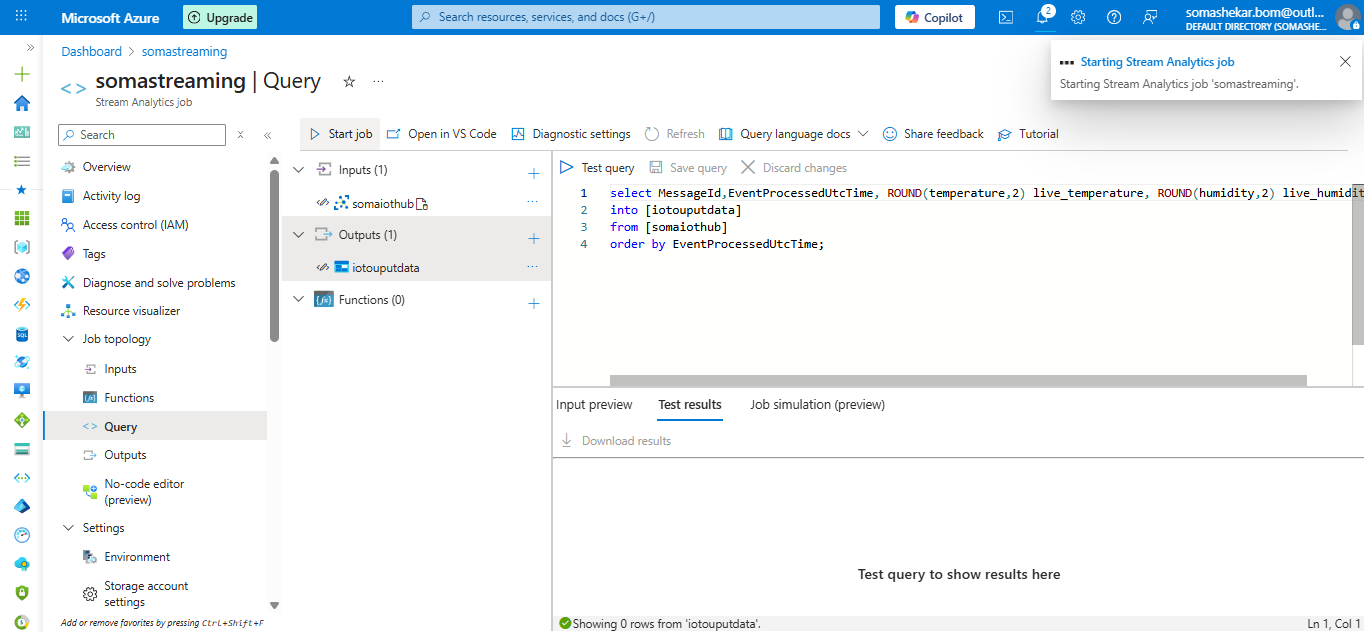 Microsoft Azure
Upgrade
Search resources, services, and docs (G+/)
Copilot
2
somashekar.bom@outl...
DEFAULT DIRECTORY (SOMASHE...
Dashboard > somastreaming
somastreaming | Query
Stream Analytics job
Starting Stream Analytics job
Starting Stream Analytics job 'somastreaming'.
Search
Overview
Activity log
Access control (IAM)
Tags
Diagnose and solve problems
Resource visualizer
Job topology
Inputs
Functions
Query
Outputs
No-code editor
(preview)
Settings
Environment
Storage account
settings
Add or remove favorites by pressing Ctrl+Shift+F
Start job
Open in VS Code
Diagnostic settings
Refresh
Query language docs
Share feedback
Tutorial
Inputs (1)
somaiothub
Outputs (1)
iotouputdata
Functions (0)
Test query
Save query
Discard changes
1 select MessageId,EventProcessedUtcTime, ROUND(temperature,2) live_temperature, ROUND(humidity,2) live_humidit
2 into [iotouputdata]
3 from [somaiothub]
4 order by EventProcessedUtcTime;
Input preview
Test results
Job simulation (preview)
Download results
Test query to show results here
Showing 0 rows from 'iotouputdata'.
Ln 1, Col 1